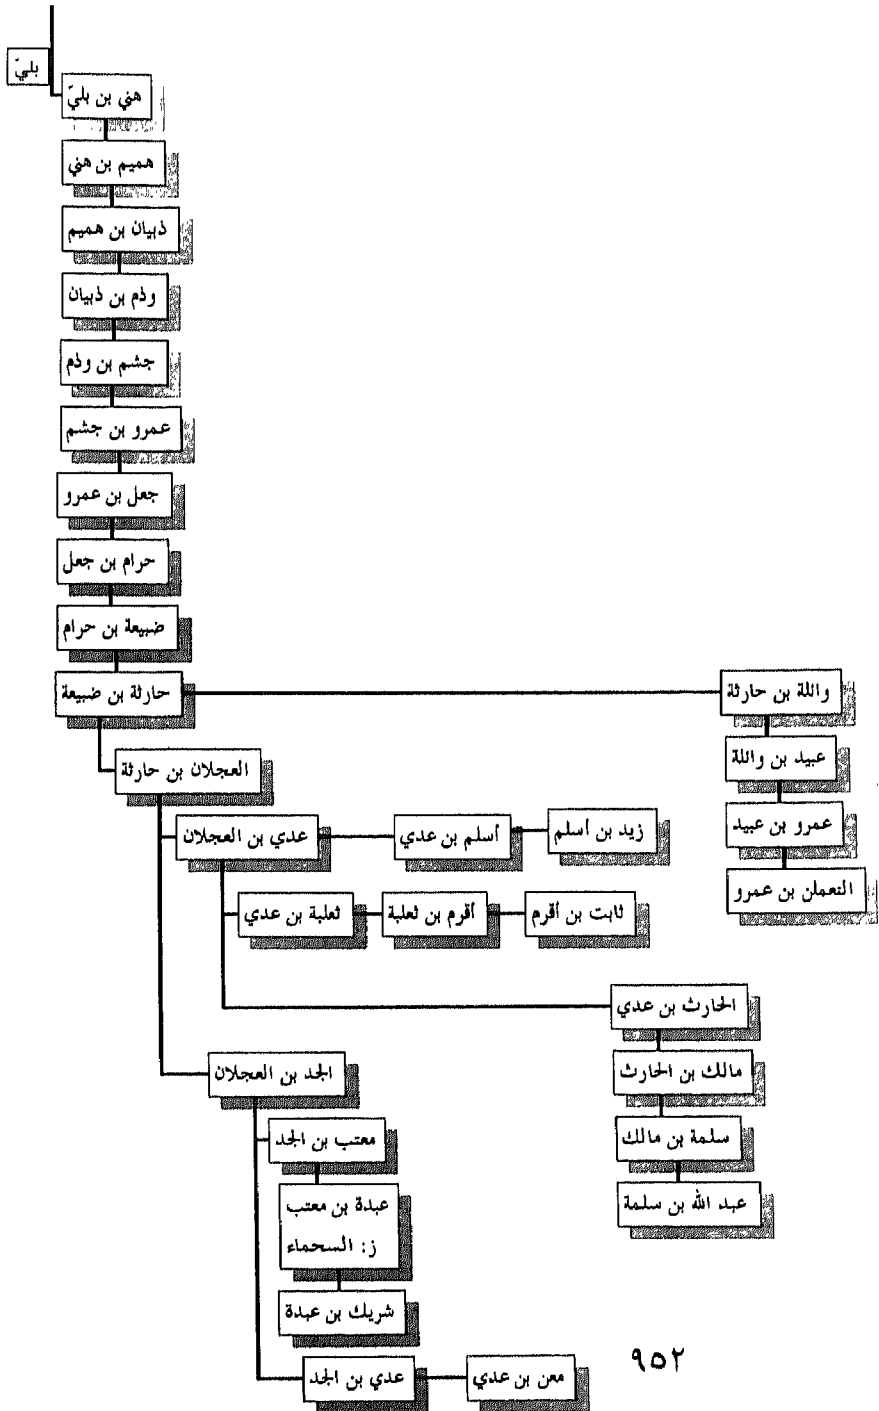 بليّ
هني بن بليّ
هميم بن هني
ذبيان بن هميم
وذم بن ذبيان
جشم بن وذم
عمرو بن جشم
جعل بن عمرو
حرام بن جعل
ضبيعة بن حرام
حارثة بن ضبيعة
واللة بن حارثة
عبيد بن واللة
عمرو بن عبيد
النعملن بن عمرو
العجلان بن حارثة
عدي بن العجلان
أسلم بن عدي
زيد بن أسلم
ثعلبة بن عدي
أقرم بن ثعلبة
ثابت بن أقرم
الحارث بن عدي
مالك بن الحارث
سلمة بن مالك
عبد الله بن سلمة
الجد بن العجلان
معتب بن الجد
عبدة بن معتب
ز: السحماء
شريك بن عبدة
عدي بن الجد
معن بن عدي
٩٥٢